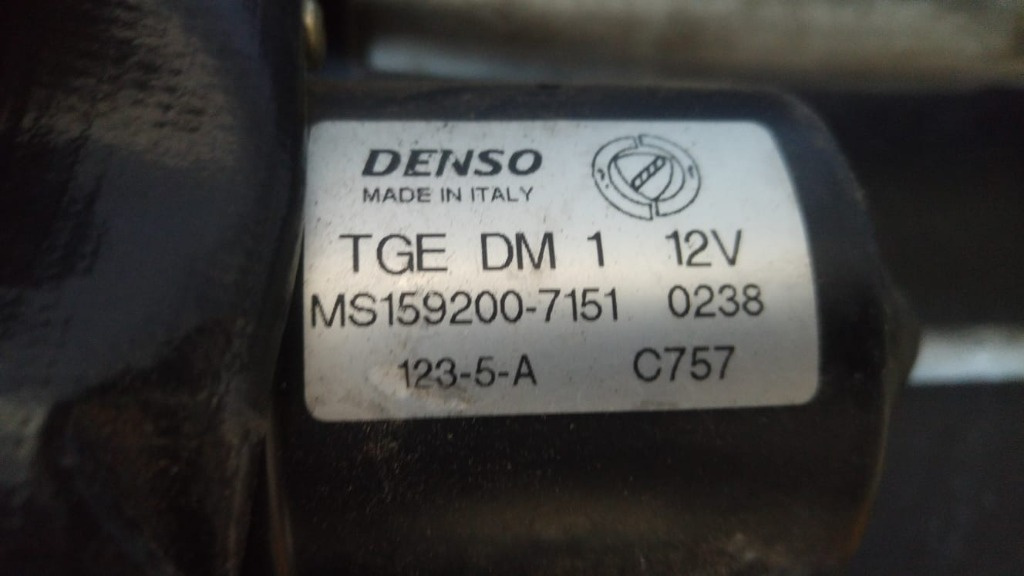 DENSO
MADE IN ITALY
TGE DM 1 12V
MS159200-7151 0238
123-5-A C757